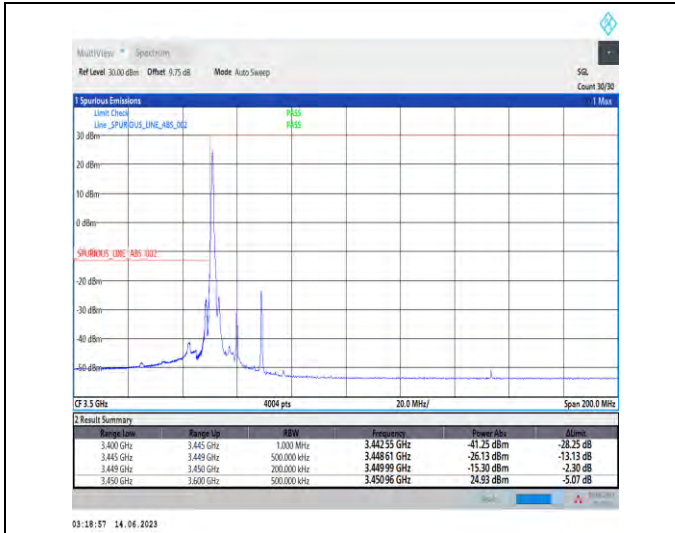 MultiView Spectrum
Ref Level 30.00 dBm Offset 9.75 dB Mode Auto Sweep SGL
Count 30/30
1 Spurious Emissions 1 Max
Limit Check PASS
Line _SPURIOUS_LINE_ABS_002 PASS
30 dBm
20 dBm
10 dBm
0 dBm
_SPURIOUS_LINE_ABS_002
-20 dBm
-30 dBm
-40 dBm
-50 dBm
CF 3.5 GHz 4004 pts 20.0 MHz/ Span 200.0 MHz
2 Result Summary
Range Low Range Up RBW Frequency Power Abs ΔLimit
3.400 GHz 3.445 GHz 1.000 MHz 3.442 55 GHz -41.25 dBm -28.25 dB
3.445 GHz 3.449 GHz 500.000 kHz 3.448 61 GHz -26.13 dBm -13.13 dB
3.449 GHz 3.450 GHz 200.000 kHz 3.449 99 GHz -15.30 dBm -2.30 dB
3.450 GHz 3.600 GHz 500.000 kHz 3.450 96 GHz 24.93 dBm -5.07 dB
03:18:57 14.06.2023